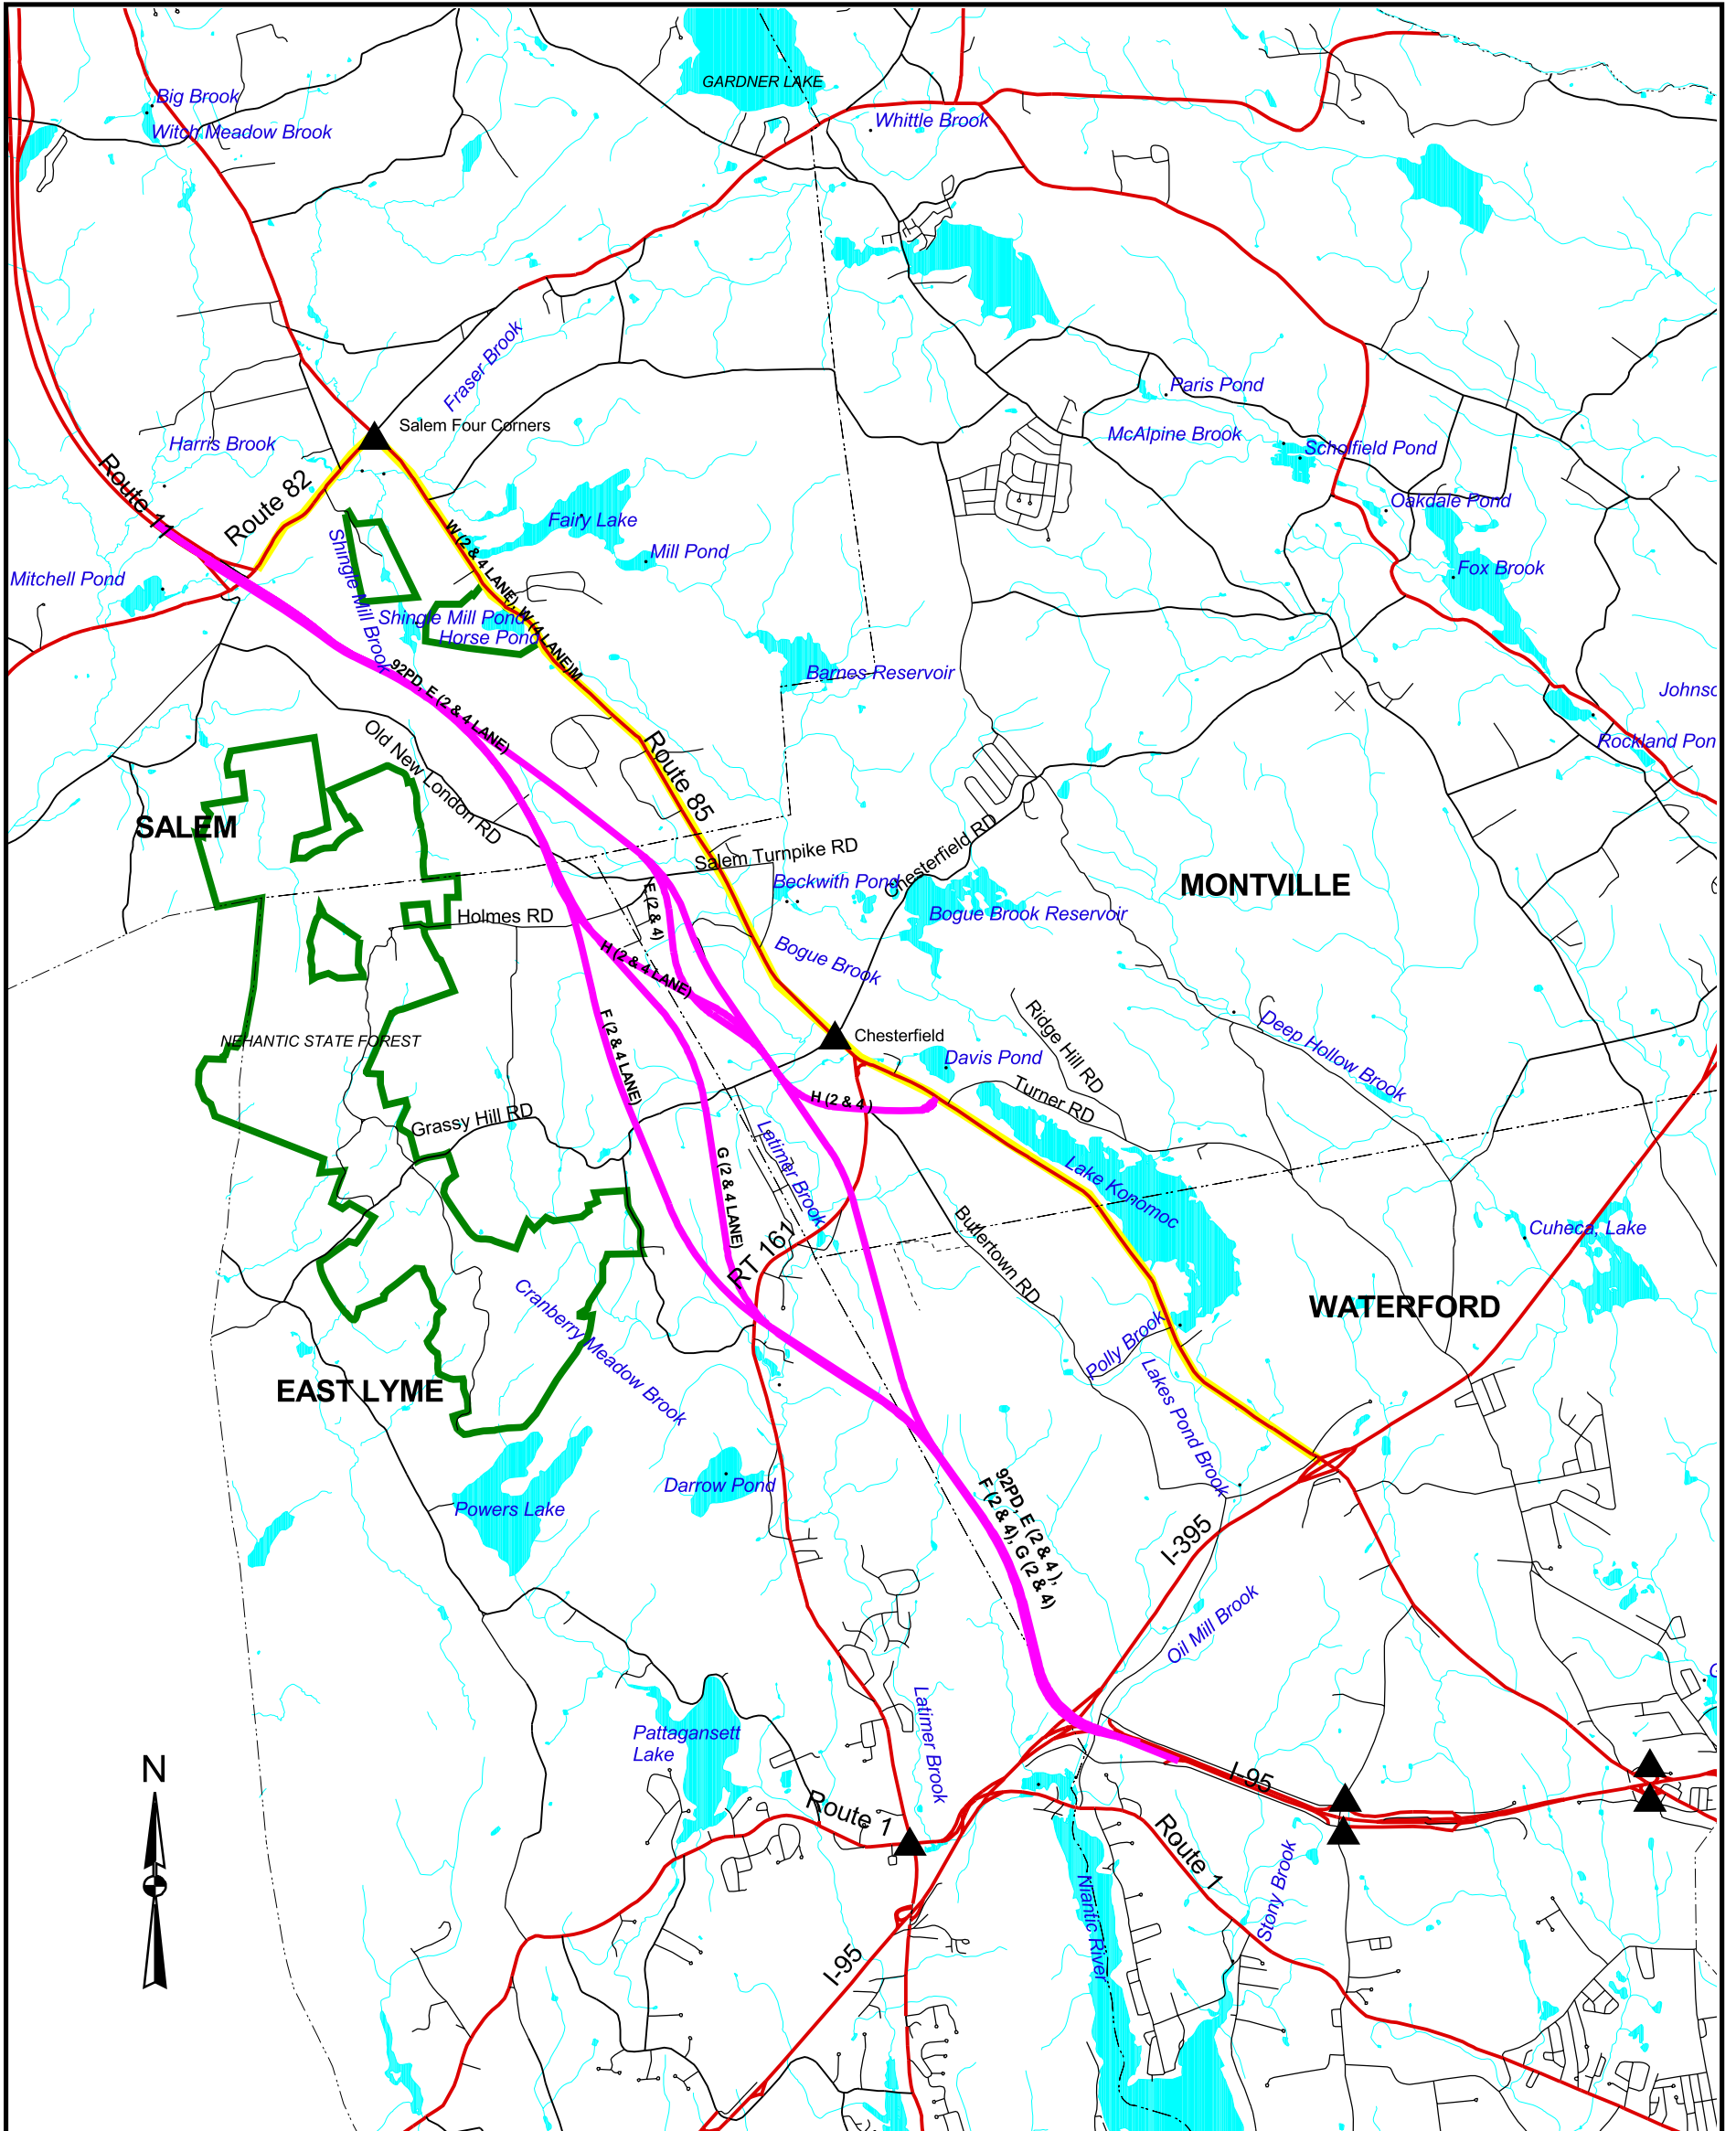 GARDNER LAKE
Big Brook
Witch Meadow Brook
Whittle Brook
Fraser Brook
Paris Pond
Salem Four Corners
McAlpine Brook
Harris Brook
Scholfield Pond
Route 11
Route 82
Oakdale Pond
Fairy Lake
W (2 & 4 LANE), W (4 LANE)M
Mill Pond
Shingle Mill Brook
Mitchell Pond
Fox Brook
Shingle Mill Pond
Horse Pond
Barnes Reservoir
92PD, E (2 & 4 LANE)
Johnso
Old New London RD
Route 85
Rockland Pon
SALEM
Salem Turnpike RD
Chesterfield RD
Beckwith Pond
MONTVILLE
E (2 & 4)
Holmes RD
Bogue Brook Reservoir
H (2 & 4 LANE)
Bogue Brook
F (2 & 4 LANE)
Ridge Hill RD
Deep Hollow Brook
NEHANTIC STATE FOREST
Chesterfield
Davis Pond
Turner RD
H (2 & 4 )
Grassy Hill RD
Latimer Brook
G (2 & 4 LANE)
Lake Konomoc
RT 161
Butlertown RD
Cuheca, Lake
Cranberry Meadow Brook
WATERFORD
Polly Brook
EAST LYME
Lakes Pond Brook
Darrow Pond
Powers Lake
92PD, E (2 & 4 ),
F (2 & 4), G (2 & 4)
I-395
Oil Mill Brook
Latimer Brook
Pattagansett
Lake
N
I-95
Route 1
Route 1
Stony Brook
Niantic River
I-95